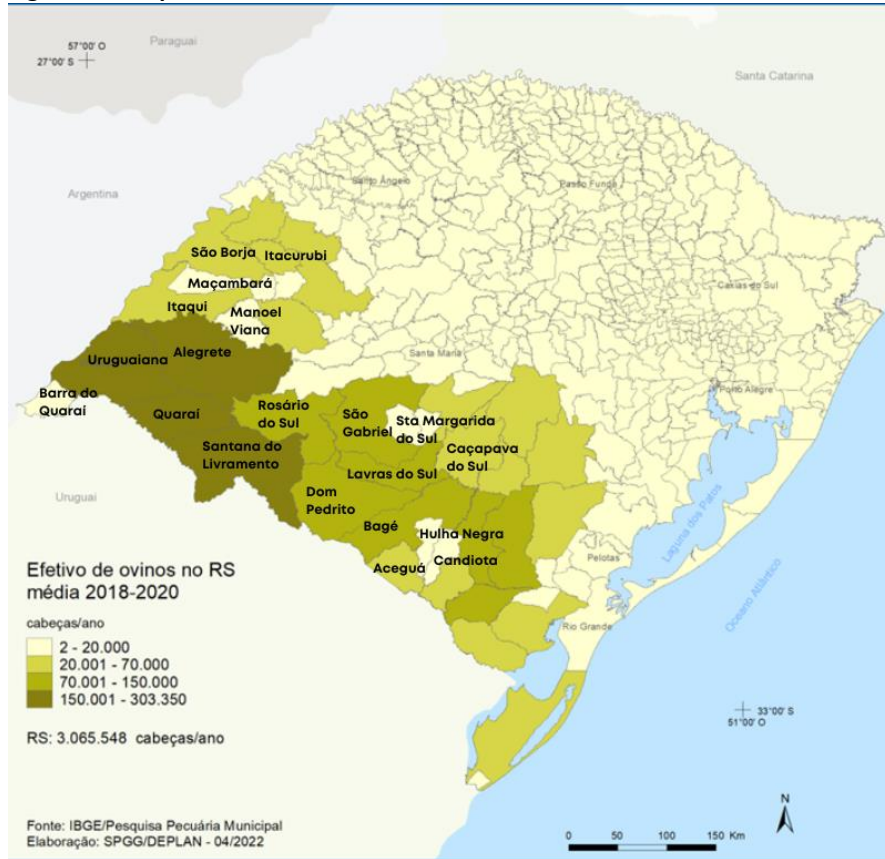 Paraguai
57°00' O
27°00' S
Santa Catarina
Argentina
Santo Ângelo
Passo Fundo
São Borja
Itacurubi
Maçambará
Caxias do Sul
Itaqui
Manoel
Viana
Santa Maria
Uruguaiana
Alegrete
Porto Alegre
Barra do
Quaraí
Quaraí
Rosário
do Sul
São
Gabriel
Sta Margarida
do Sul
Caçapava
do Sul
Santana do
Livramento
Lavras do Sul
Uruguai
Dom
Pedrito
Bagé
Hulha Negra
Candiota
Aceguá
Laguna dos Patos
Pelotas
Oceano Atlântico
Rio Grande
Efetivo de ovinos no RS
média 2018-2020
cabeças/ano
2 - 20.000
20.001 - 70.000
70.001 - 150.000
150.001 - 303.350
RS: 3.065.548 cabeças/ano
33°00' S
51°00' O
N
Fonte: IBGE/Pesquisa Pecuária Municipal
Elaboração: SPGG/DEPLAN - 04/2022
0 50 100 150 Km